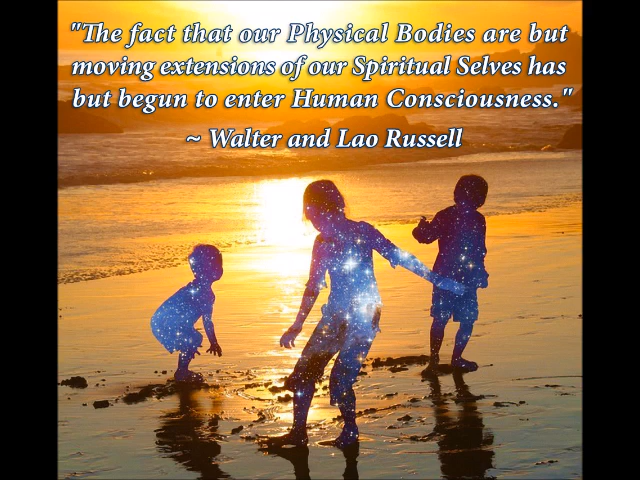 "The fact that our Physical Bodies are but
moving extensions of our Spiritual Selves has
but begun to enter Human Consciousness."
~ Walter and Lao Russell